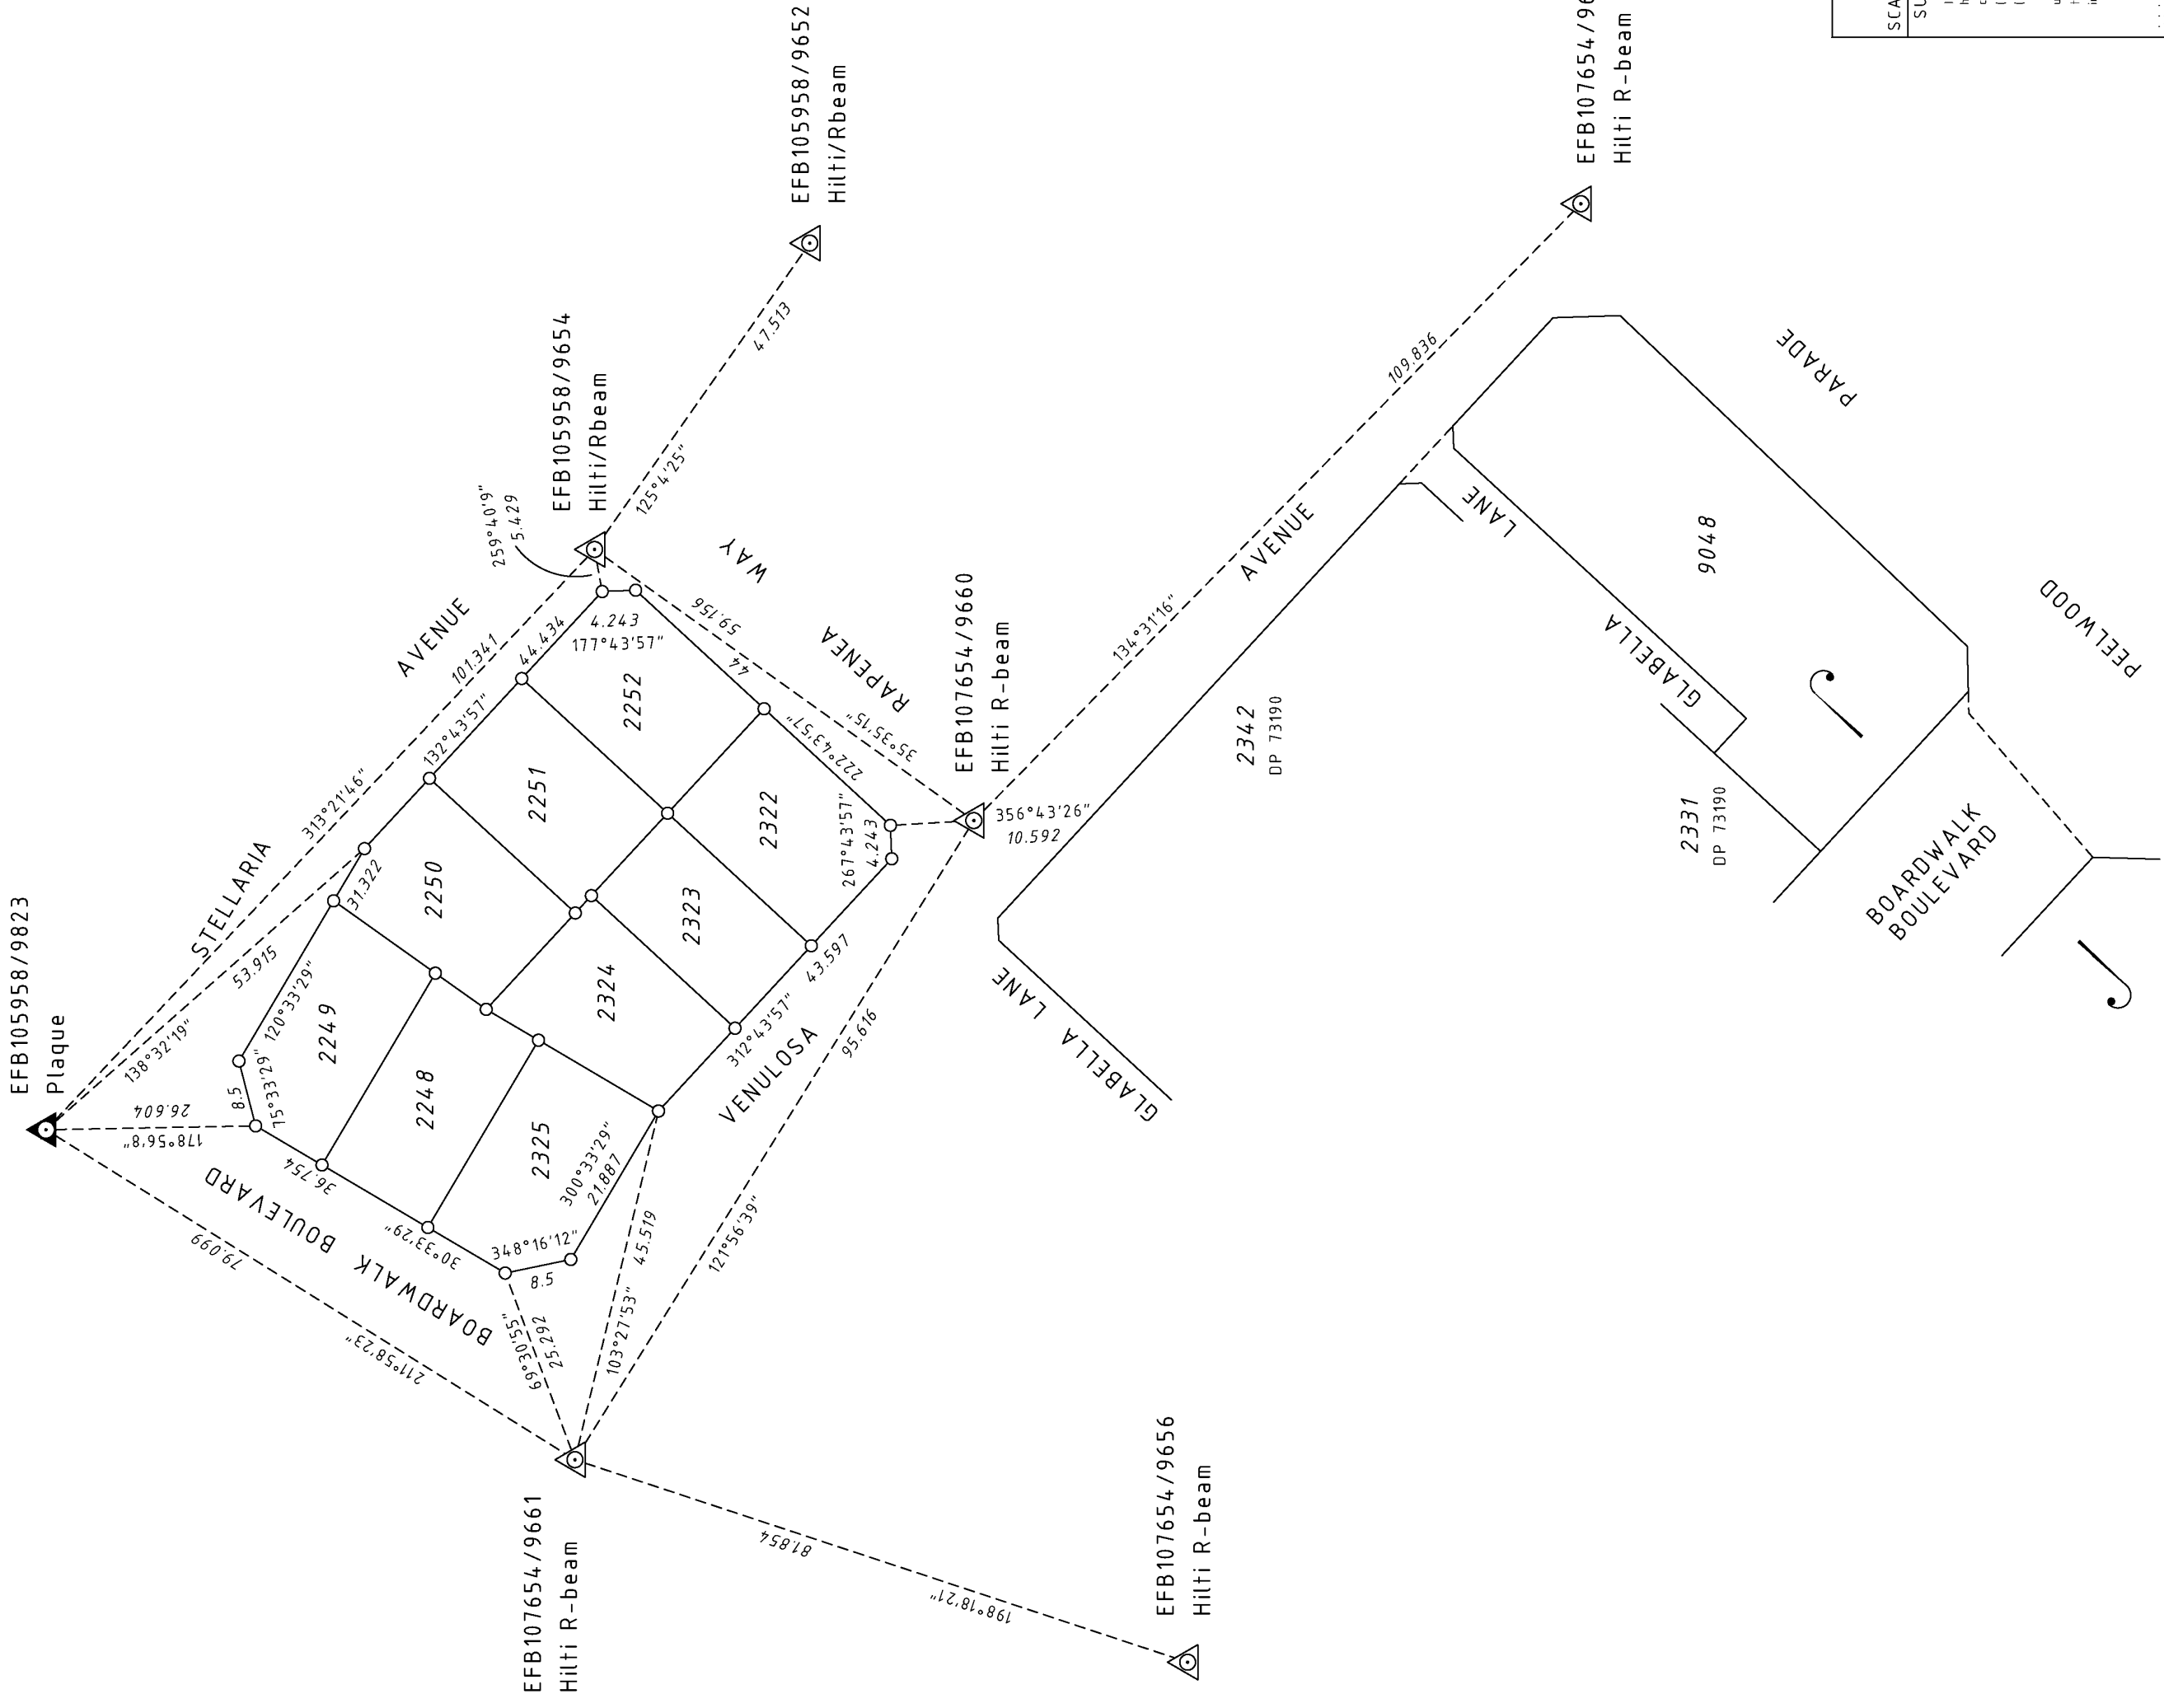 EFB105958/9823
Plaque
EFB105958/9652
Hilti/Rbeam
EFB105958/9654
Hilti/Rbeam
EFB107654/9660
Hilti R-beam
EFB107654/9661
Hilti R-beam
EFB107654/9656
Hilti R-beam
Hilti R-beam
STELLARIA
AVENUE
313°21'46"
101.341
138°32'19"
53.915
178°56'8"
26.604
211°58'23"
79.099
BOARDWALK BOULEVARD
8.5
75°33'29"
120°33'29"
31.322
132°43'57"
44.434
259°40'9"
5.429
4.243
177°43'57"
125°4'25"
47.513
RAPENEA
WAY
35°35'15"
59.156
44
222°43'57"
267°43'57"
4.243
356°43'26"
10.592
36.754
30°33'29"
348°16'12"
8.5
300°33'29"
21.887
312°43'57"
43.597
69°30'55"
25.292
103°27'53"
45.519
121°56'39"
95.616
198°18'21"
81.854
2249
2250
2251
2252
2248
2325
2324
2323
2322
VENULOSA
AVENUE
134°31'16"
109.836
GLABELLA LANE
2342
DP 73190
GLABELLA
LANE
9048
2331
DP 73190
BOARDWALK
BOULEVARD
PEELWOOD
PARADE